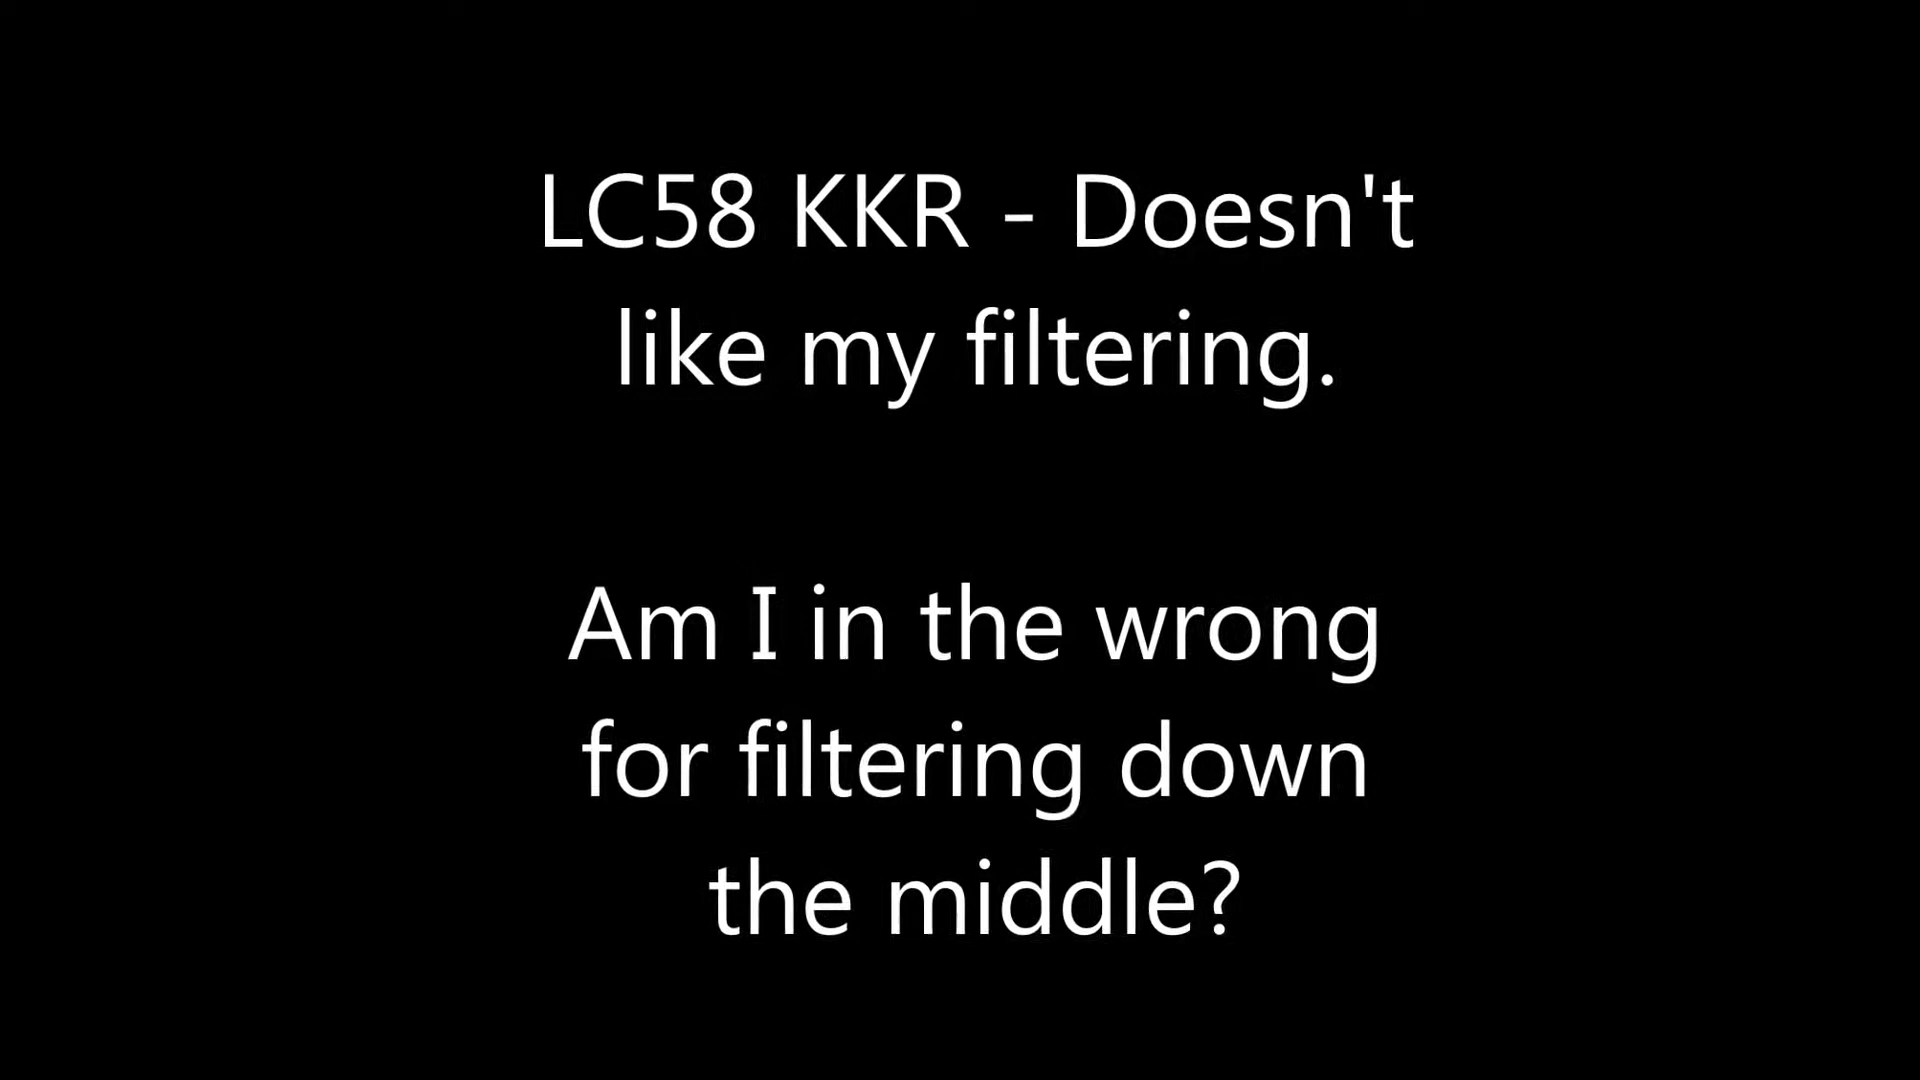 LC58 KKR - Doesn't
like my filtering.
Am I in the wrong
for filtering down
the middle?